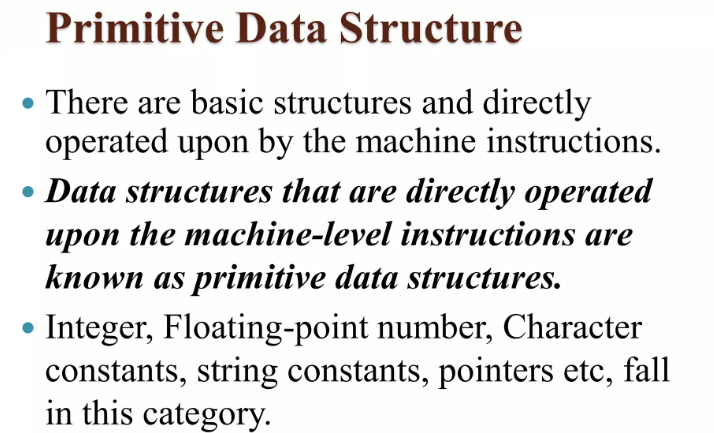 Primitive Data Structure
• There are basic structures and directly
operated upon by the machine instructions.
• Data structures that are directly operated
upon the machine-level instructions are
known as primitive data structures.
• Integer, Floating-point number, Character
constants, string constants, pointers etc, fall
in this category.